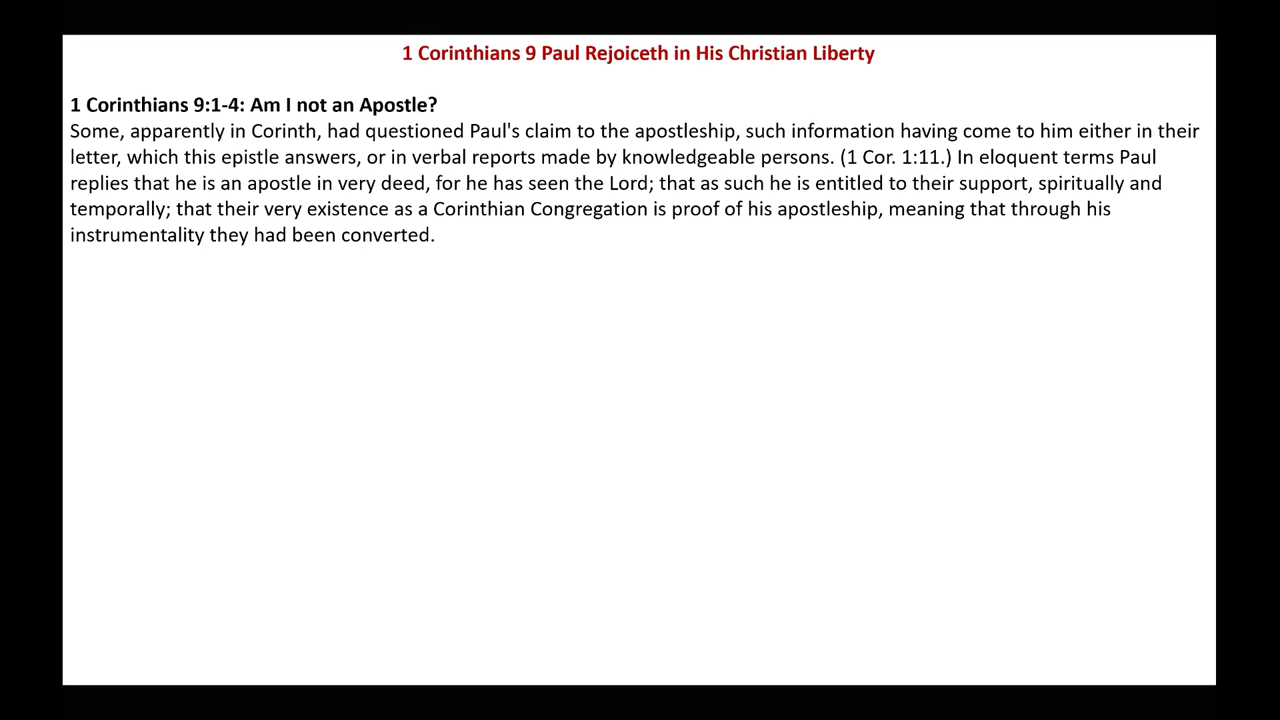 1 Corinthians 9 Paul Rejoiceth in His Christian Liberty
1 Corinthians 9:1-4: Am I not an Apostle?
Some, apparently in Corinth, had questioned Paul's claim to the apostleship, such information having come to him either in their
letter, which this epistle answers, or in verbal reports made by knowledgeable persons. (1 Cor. 1:11.) In eloquent terms Paul
replies that he is an apostle in very deed, for he has seen the Lord; that as such he is entitled to their support, spiritually and
temporally; that their very existence as a Corinthian Congregation is proof of his apostleship, meaning that through his
instrumentality they had been converted.